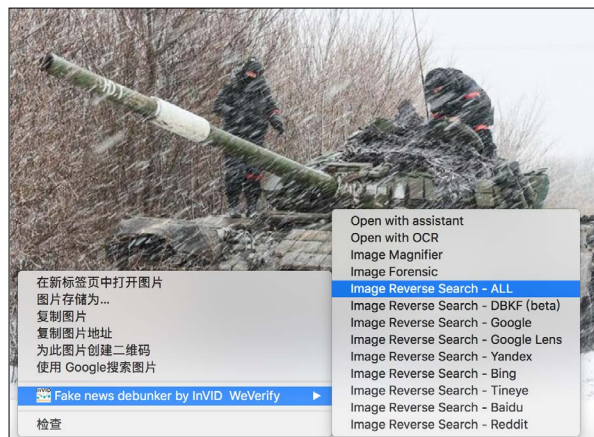 在新标签页中打开图片
图片存储为...
复制图片
复制图片地址
为此图片创建二维码
使用 Google搜索图片
Fake news debunker by InVID WeVerify
检查
Open with assistant
Open with OCR
Image Magnifier
Image Forensic
Image Reverse Search - ALL
Image Reverse Search - DBKF (beta)
Image Reverse Search - Google
Image Reverse Search - Google Lens
Image Reverse Search - Yandex
Image Reverse Search - Bing
Image Reverse Search - Tineye
Image Reverse Search - Baidu
Image Reverse Search - Reddit